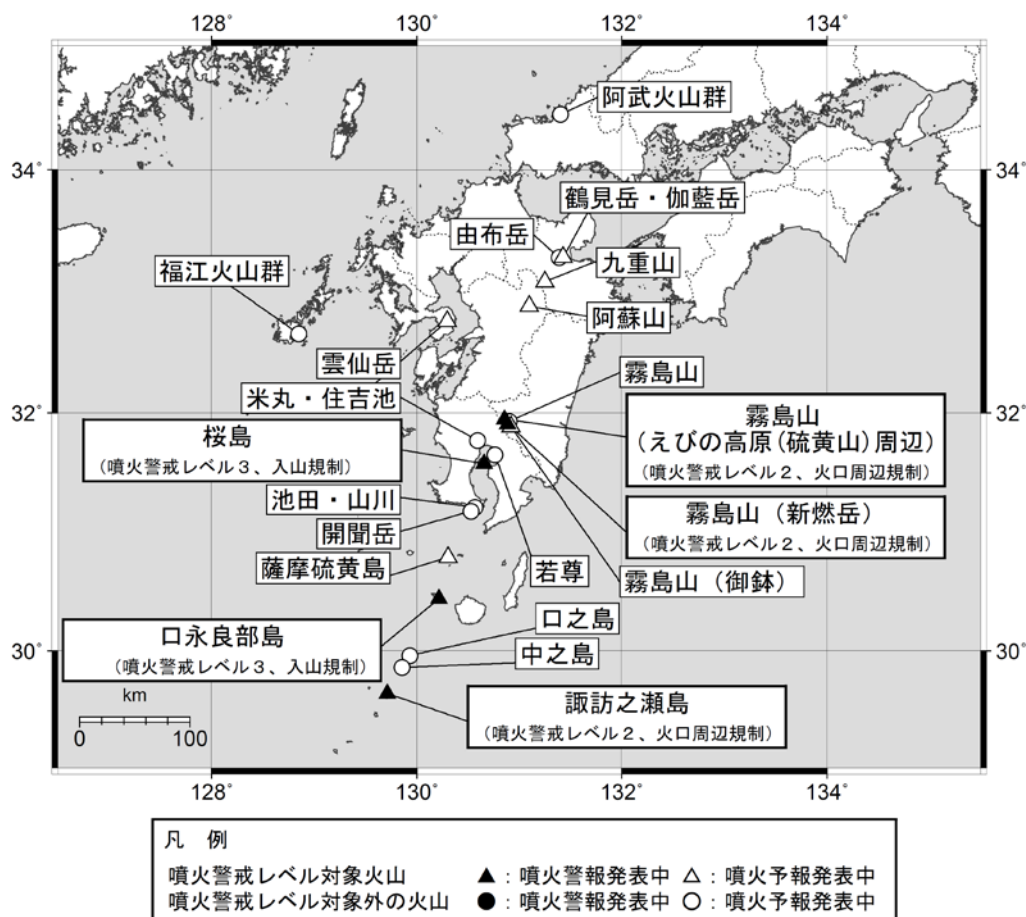 128° 130° 132° 134°
阿武火山群
34° 34°
鶴見岳・伽藍岳
由布岳
九重山
福江火山群
阿蘇山
雲仙岳
霧島山
米丸・住吉池
32° 32°
桜島
(噴火警戒レベル3、入山規制)
霧島山
(えびの高原(硫黄山)周辺)
(噴火警戒レベル2、火口周辺規制)
池田・山川
霧島山(新燃岳)
(噴火警戒レベル2、火口周辺規制)
開聞岳
薩摩硫黄島
若尊
霧島山(御鉢)
口之島
口永良部島
(噴火警戒レベル3、入山規制)
30° 30°
中之島
諏訪之瀬島
(噴火警戒レベル2、火口周辺規制)
km
0 100
128° 130° 132° 134°
凡 例
噴火警戒レベル対象火山 ▲:噴火警報発表中 △:噴火予報発表中
噴火警戒レベル対象外の火山 ●:噴火警報発表中 ○:噴火予報発表中